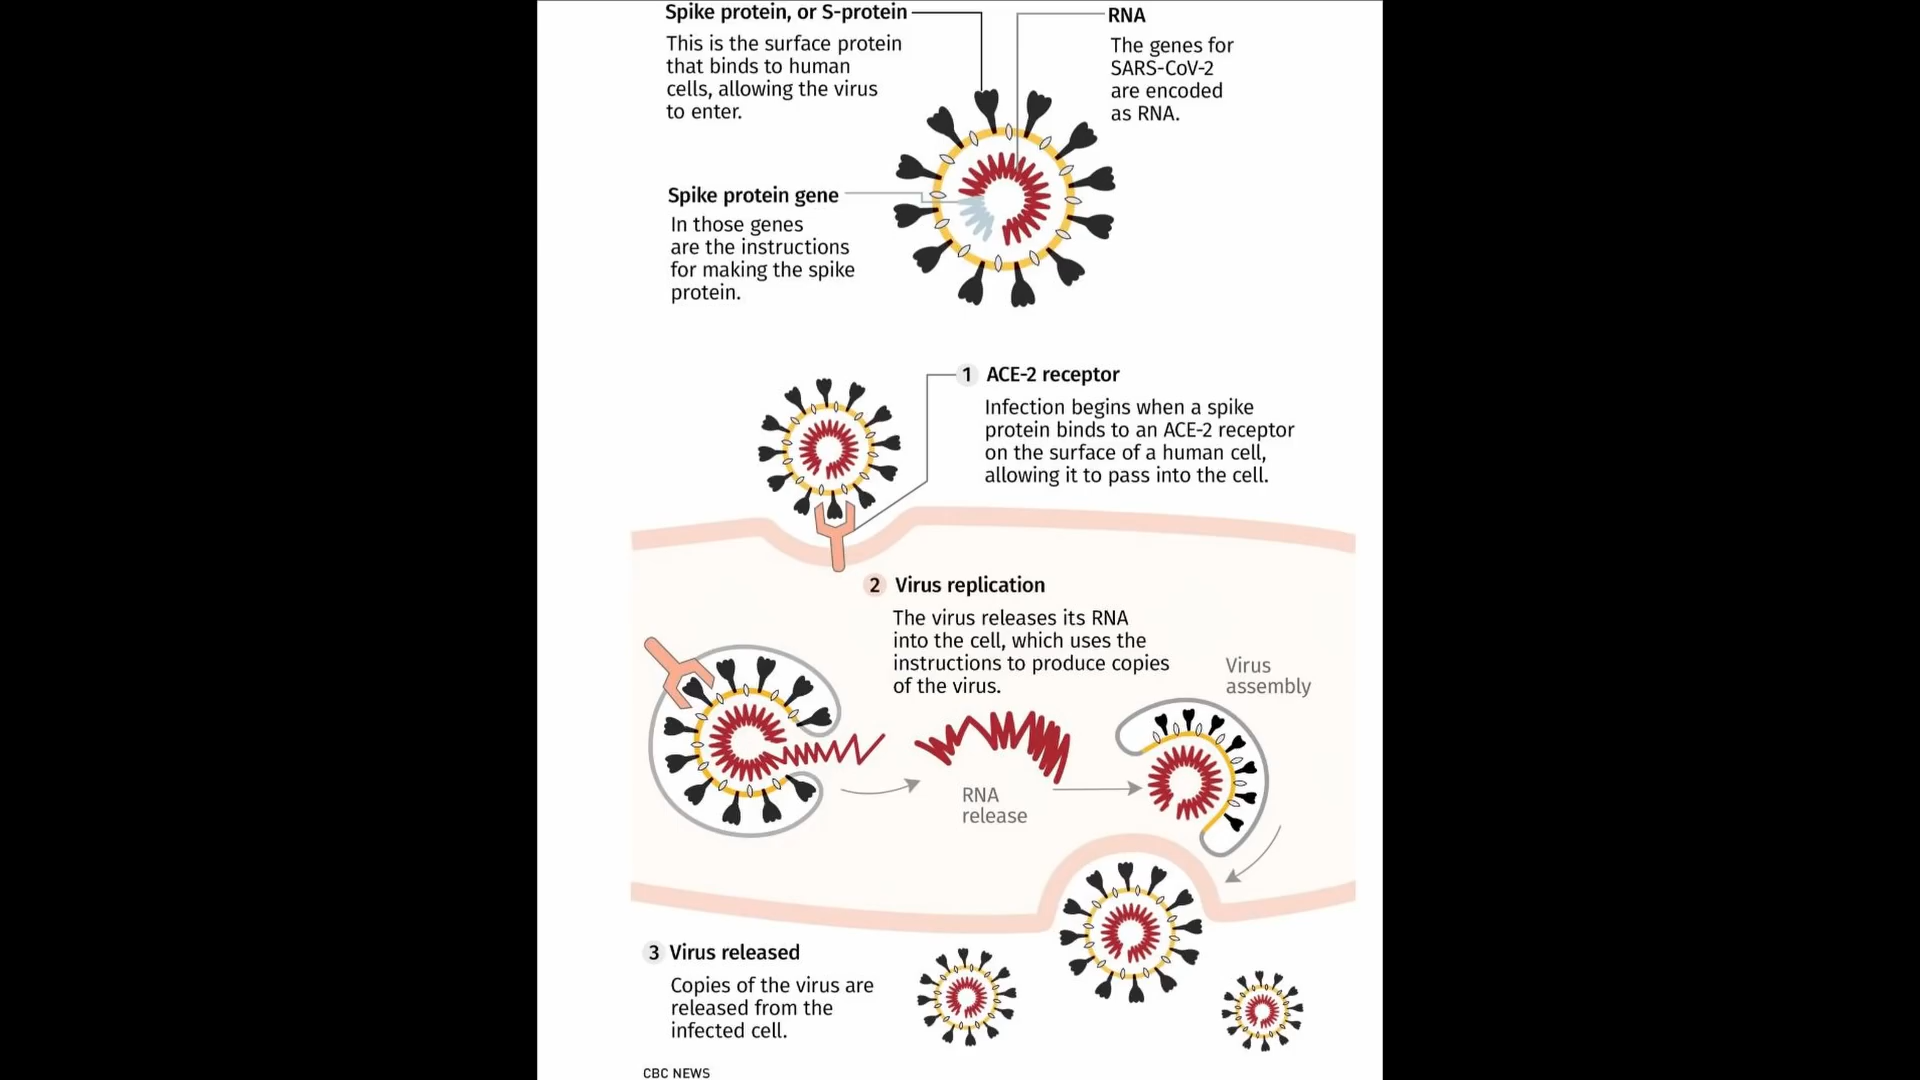 Spike protein, or S-protein
This is the surface protein
that binds to human
cells, allowing the virus
to enter.
RNA
The genes for
SARS-CoV-2
are encoded
as RNA.
Spike protein gene
In those genes
are the instructions
for making the spike
protein.
1 ACE-2 receptor
Infection begins when a spike
protein binds to an ACE-2 receptor
on the surface of a human cell,
allowing it to pass into the cell.
2 Virus replication
The virus releases its RNA
into the cell, which uses the
instructions to produce copies
of the virus.
Virus
assembly
RNA
release
3 Virus released
Copies of the virus are
released from the
infected cell.
CBC NEWS